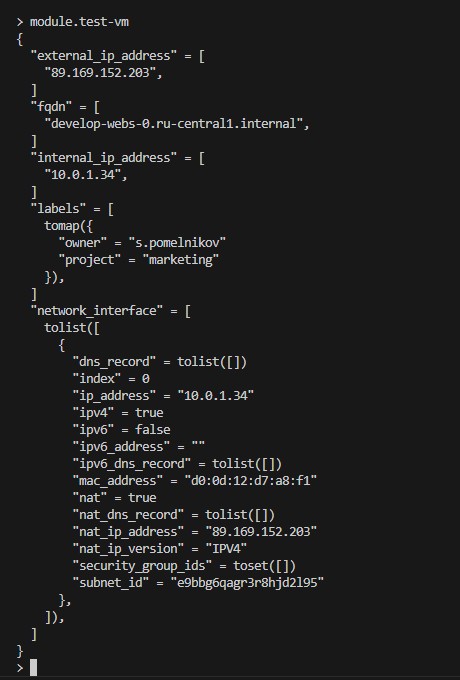 > module.test-vm
{
  "external_ip_address" = [
    "89.169.152.203",
  ]
  "fqdn" = [
    "develop-webs-0.ru-central1.internal",
  ]
  "internal_ip_address" = [
    "10.0.1.34",
  ]
  "labels" = [
    tomap({
      "owner" = "s.pomelnikov"
      "project" = "marketing"
    }),
  ]
  "network_interface" = [
    tolist([
      {
        "dns_record" = tolist([])
        "index" = 0
        "ip_address" = "10.0.1.34"
        "ipv4" = true
        "ipv6" = false
        "ipv6_address" = ""
        "ipv6_dns_record" = tolist([])
        "mac_address" = "d0:0d:12:d7:a8:f1"
        "nat" = true
        "nat_dns_record" = tolist([])
        "nat_ip_address" = "89.169.152.203"
        "nat_ip_version" = "IPV4"
        "security_group_ids" = toset([])
        "subnet_id" = "e9bbg6qagr3r8hjd2l95"
      },
    ]),
  ]
}
>